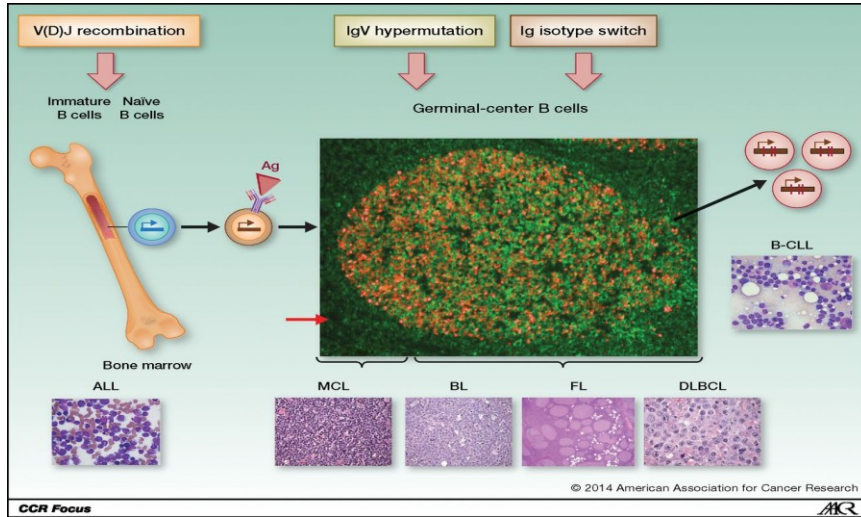 V(D)J recombination
IgV hypermutation
Ig isotype switch
Immature
B cells
Naïve
B cells
Germinal-center B cells
Ag
B-CLL
Bone marrow
ALL
MCL
BL
FL
DLBCL
© 2014 American Association for Cancer Research
CCR Focus
AACR